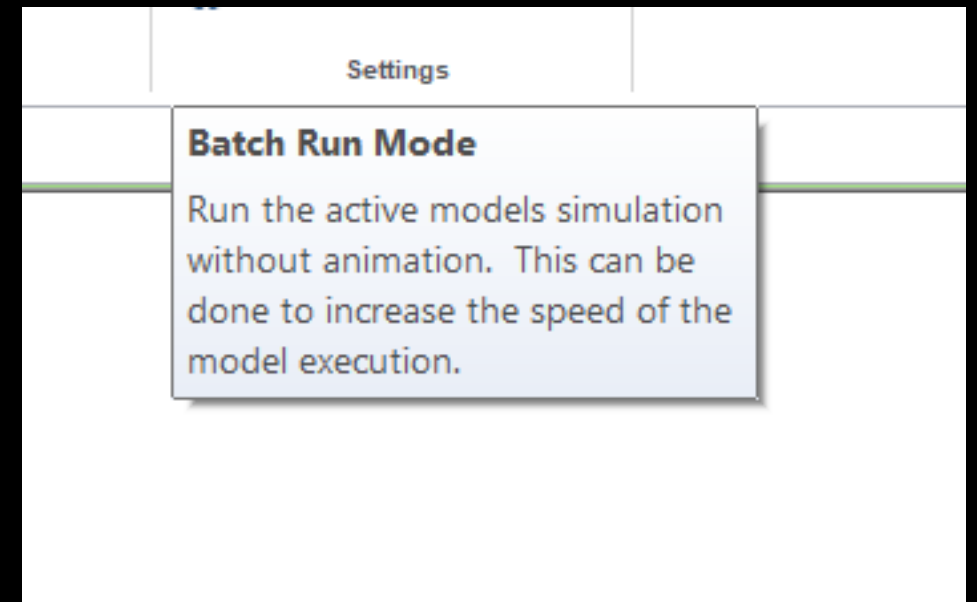 Settings
Batch Run Mode
Run the active models simulation
without animation.  This can be
done to increase the speed of the
model execution.